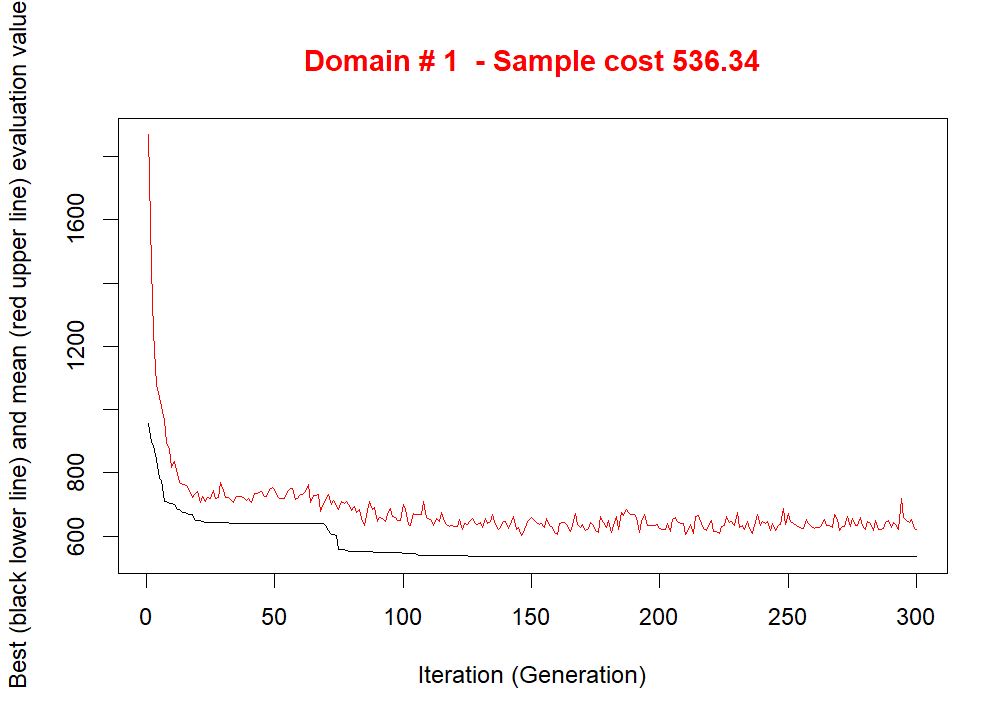 Domain # 1  - Sample cost 536.34
Best (black lower line) and mean (red upper line) evaluation value
1600
1200
800
600
0 50 100 150 200 250 300
Iteration (Generation)